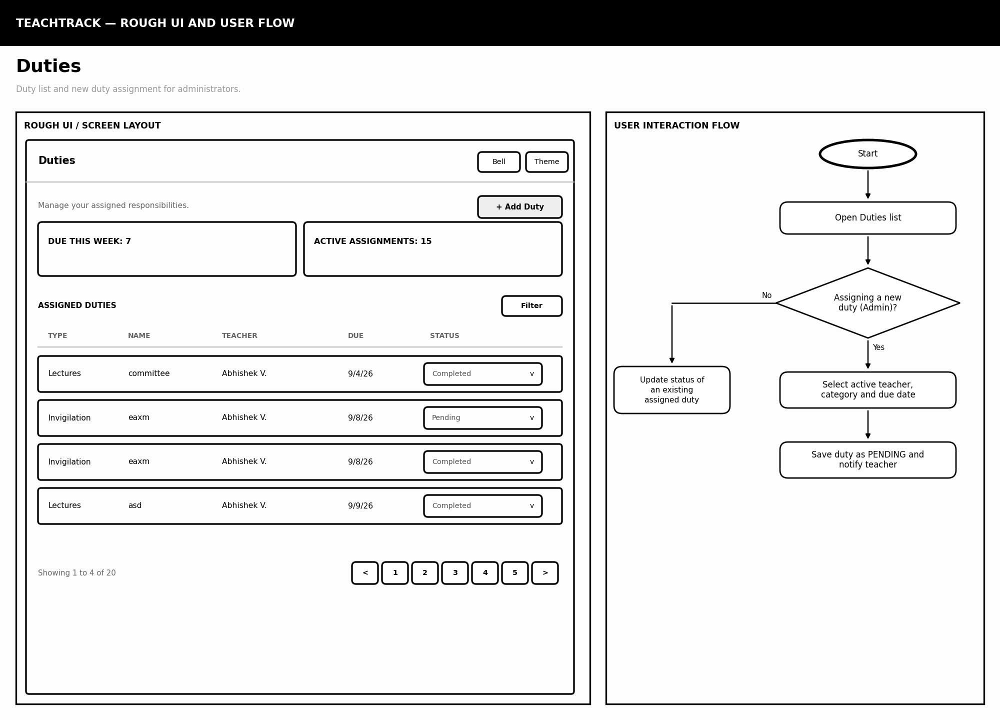 TEACHTRACK — ROUGH UI AND USER FLOW
Duties
Duty list and new duty assignment for administrators.
ROUGH UI / SCREEN LAYOUT
Duties
Bell
Theme
Manage your assigned responsibilities.
+ Add Duty
DUE THIS WEEK: 7
ACTIVE ASSIGNMENTS: 15
ASSIGNED DUTIES
Filter
TYPE NAME TEACHER DUE STATUS
Lectures committee Abhishek V. 9/4/26 Completed v
Invigilation eaxm Abhishek V. 9/8/26 Pending v
Invigilation eaxm Abhishek V. 9/8/26 Completed v
Lectures asd Abhishek V. 9/9/26 Completed v
Showing 1 to 4 of 20
< 1 2 3 4 5 >
USER INTERACTION FLOW
Start
Open Duties list
Assigning a new
duty (Admin)?
No
Yes
Update status of
an existing
assigned duty
Select active teacher,
category and due date
Save duty as PENDING and
notify teacher